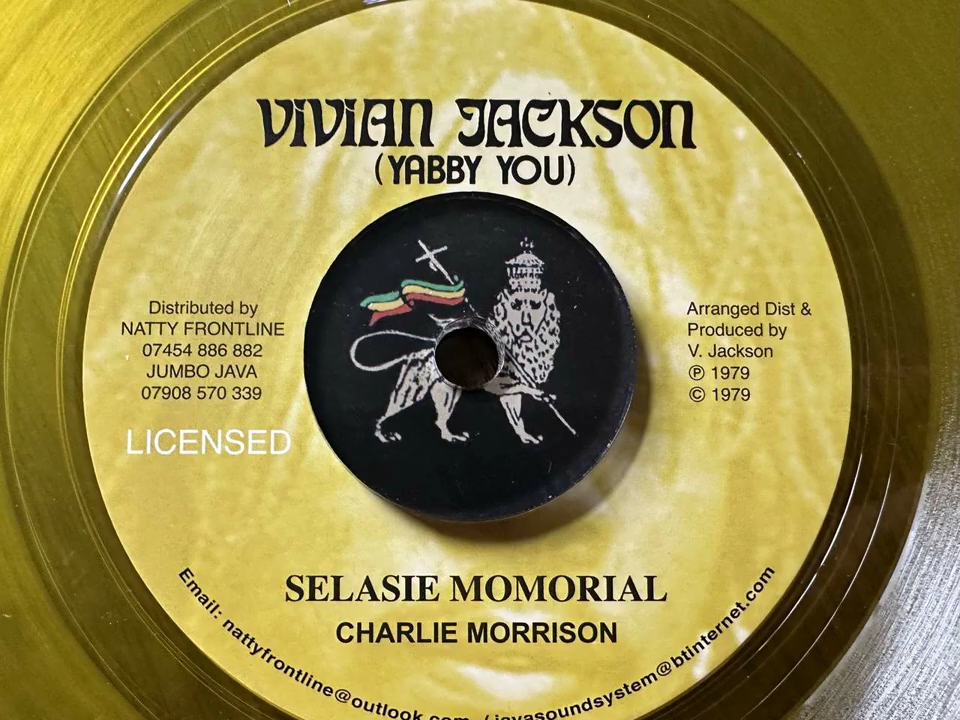 VIVIAN JACKSON
(YABBY YOU)
Distributed by
NATTY FRONTLINE
07454 886 882
JUMBO JAVA
07908 570 339
LICENSED
Arranged Dist &
Produced by
V. Jackson
℗ 1979
© 1979
SELASIE MOMORIAL
CHARLIE MORRISON
Email: nattyfrontline@outlook.com / javasoundsystem@btinternet.com